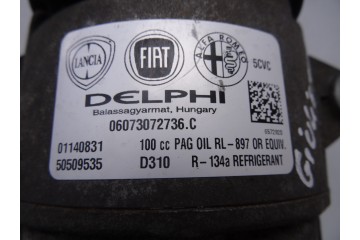 LANCIA FIAT ALFA ROMEO 5CVC
DELPHI
Balassagyarmat, Hungary
06073072736.C
01140831 100 cc PAG OIL RL-897 OR EQUIV.
50509535 D310 R-134a REFRIGERANT